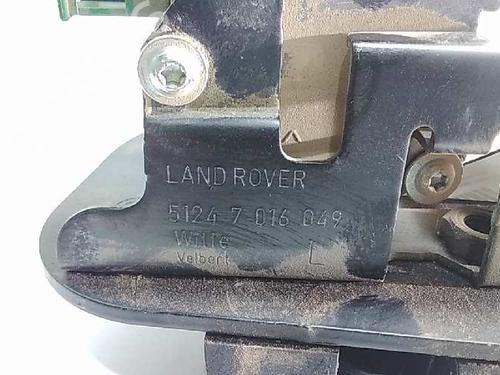 LAND ROVER
5124 7 016 049
Witte
Velbert L